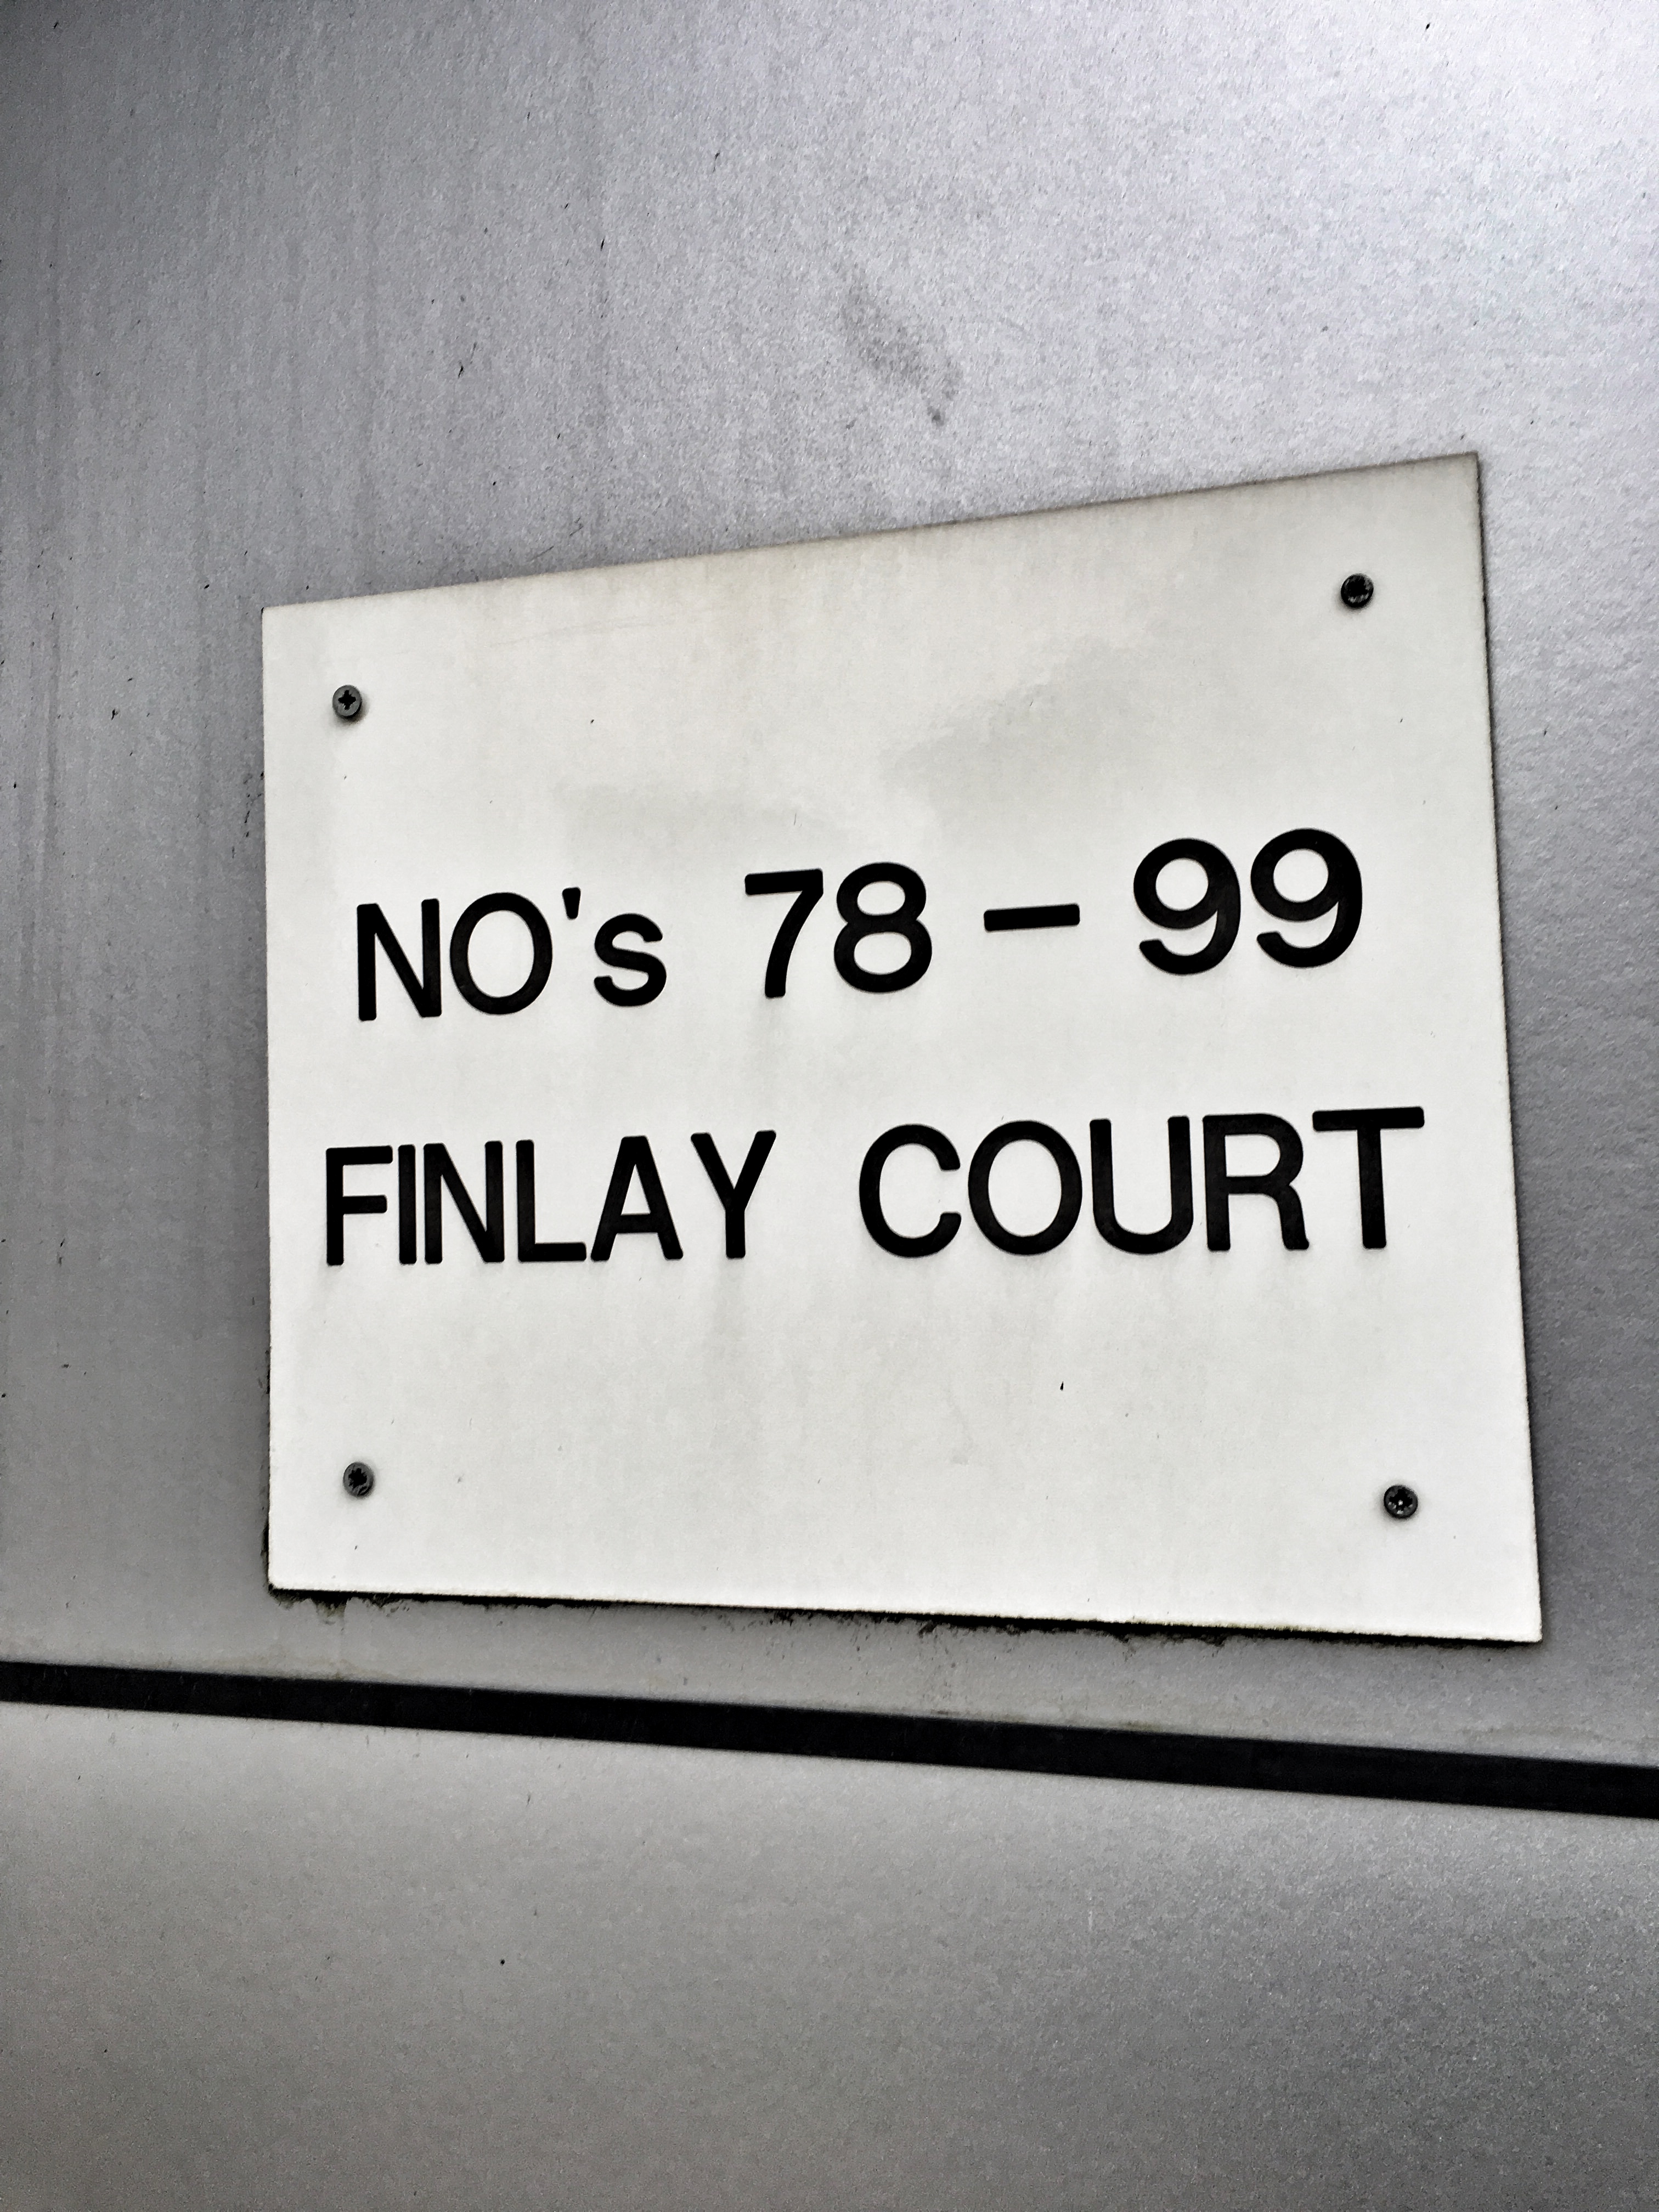 NO's 78 - 99
FINLAY COURT